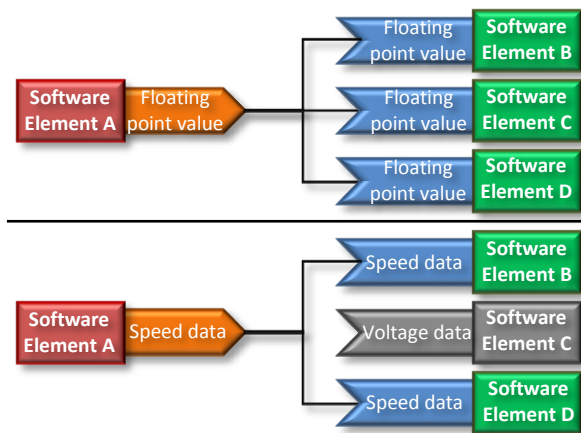 Floating
point value
Software
Element B
Software
Element A
Floating
point value
Floating
point value
Software
Element C
Floating
point value
Software
Element D
Speed data
Software
Element B
Software
Element A
Speed data
Voltage data
Software
Element C
Speed data
Software
Element D